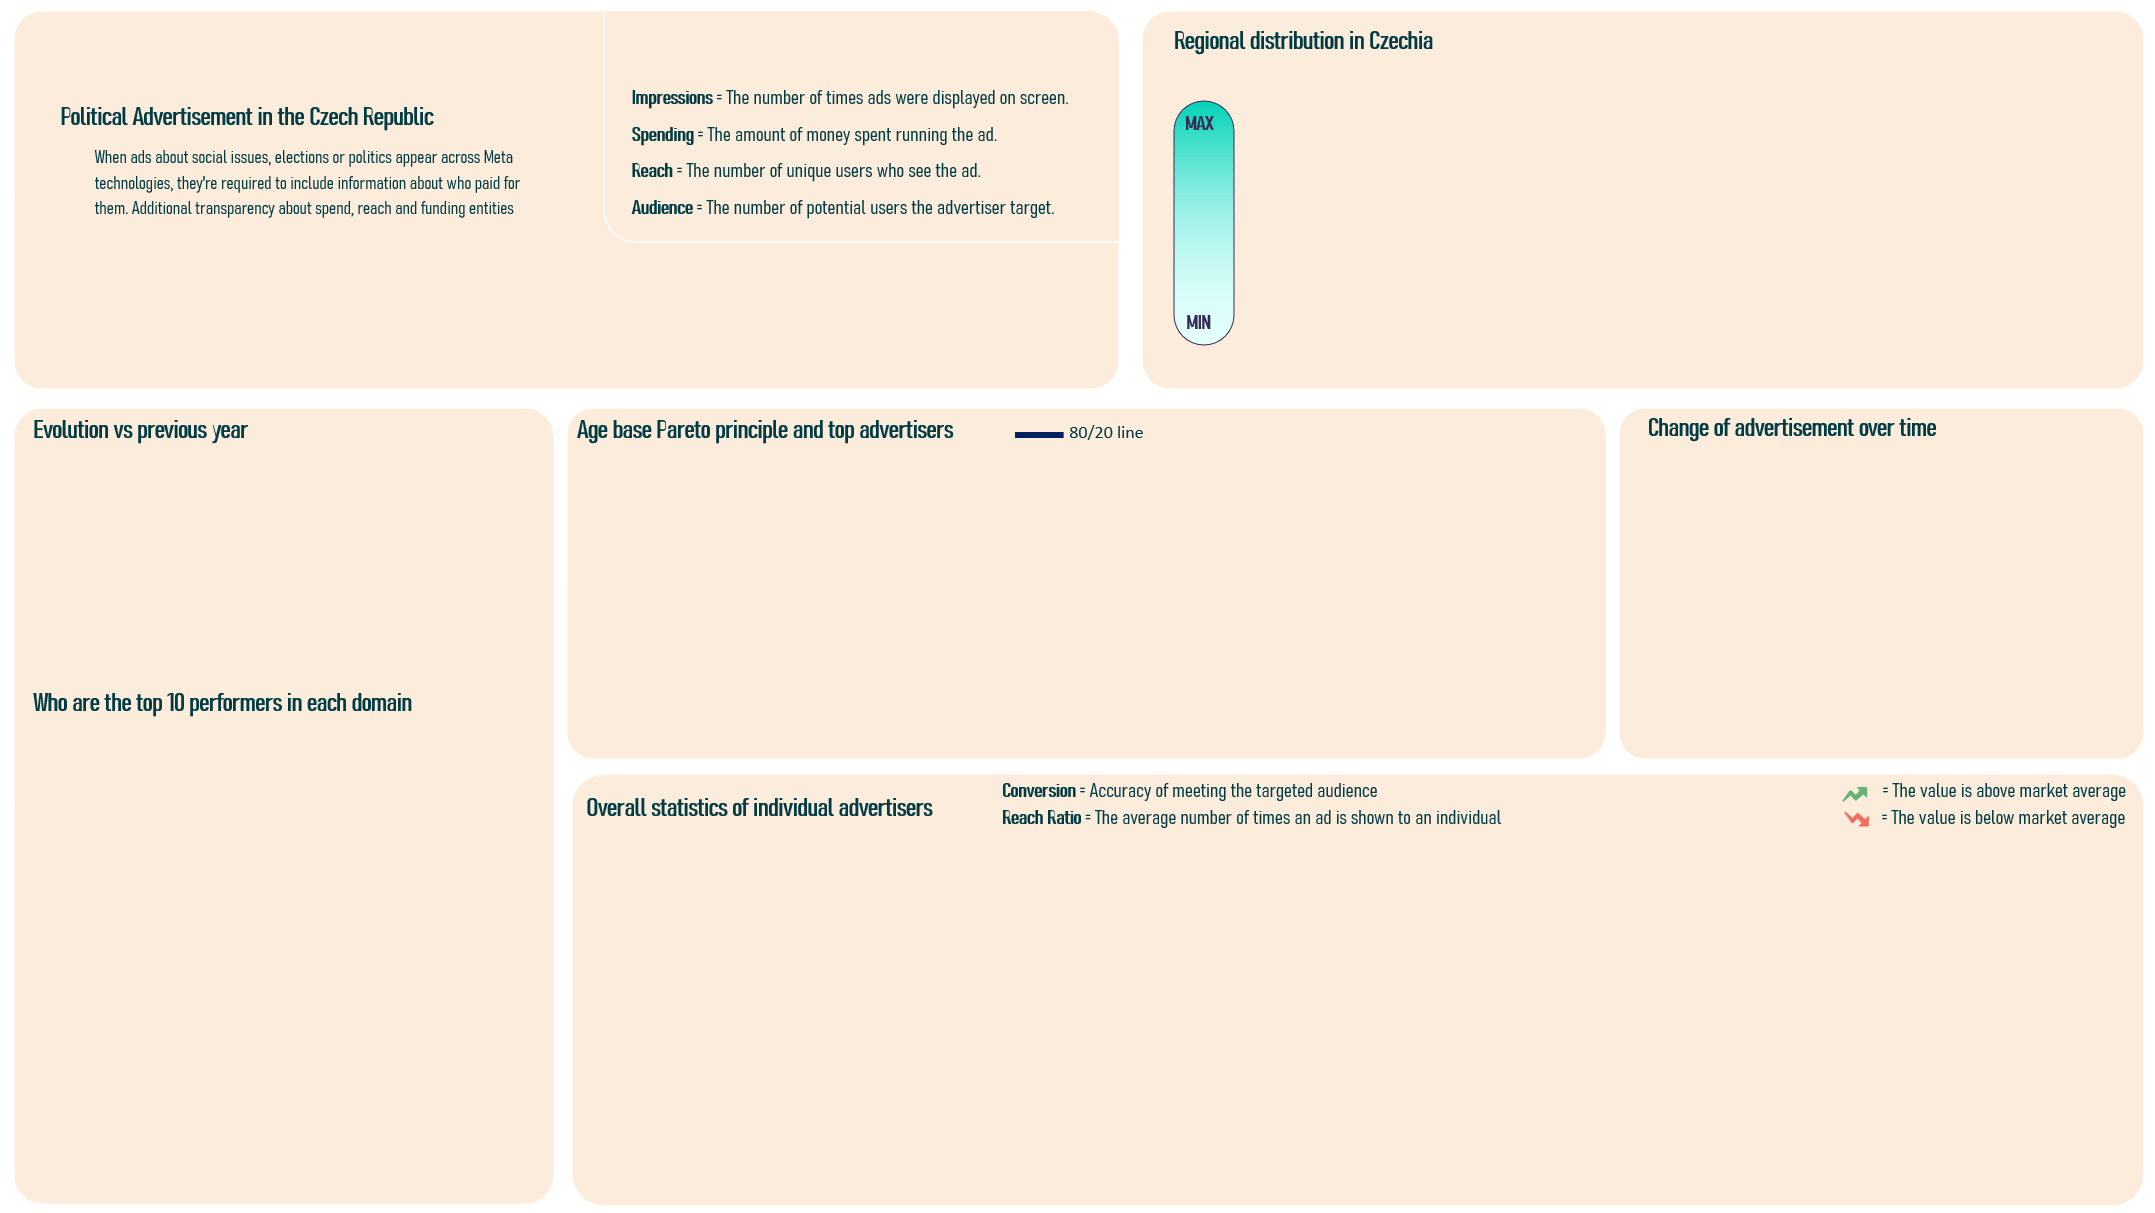 Political Advertisement in the Czech Republic
When ads about social issues, elections or politics appear across Meta
technologies, they're required to include information about who paid for
them. Additional transparency about spend, reach and funding entities
Impressions = The number of times ads were displayed on screen.
Spending = The amount of money spent running the ad.
Reach = The number of unique users who see the ad.
Audience = The number of potential users the advertiser target.
Regional distribution in Czechia
MAX
MIN
Evolution vs previous year
Who are the top 10 performers in each domain
Age base Pareto principle and top advertisers
80/20 line
Change of advertisement over time
Overall statistics of individual advertisers
Conversion = Accuracy of meeting the targeted audience
Reach Ratio = The average number of times an ad is shown to an individual
= The value is above market average
= The value is below market average